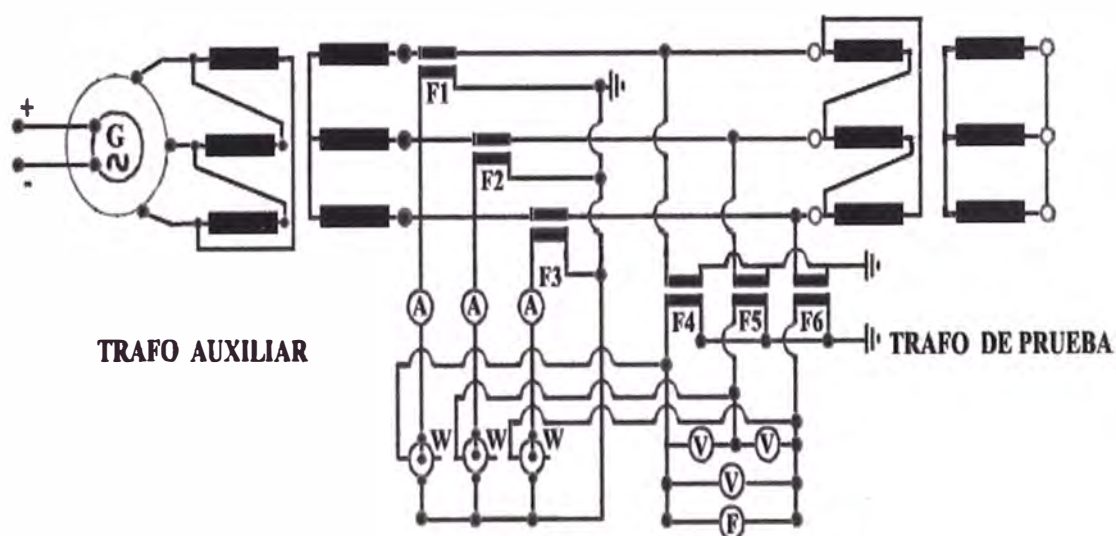 +
G
-
F1
F2
F3
A A A
F4 F5 F6
TRAFO AUXILIAR
TRAFO DE PRUEBA
W W W
V V
V
F